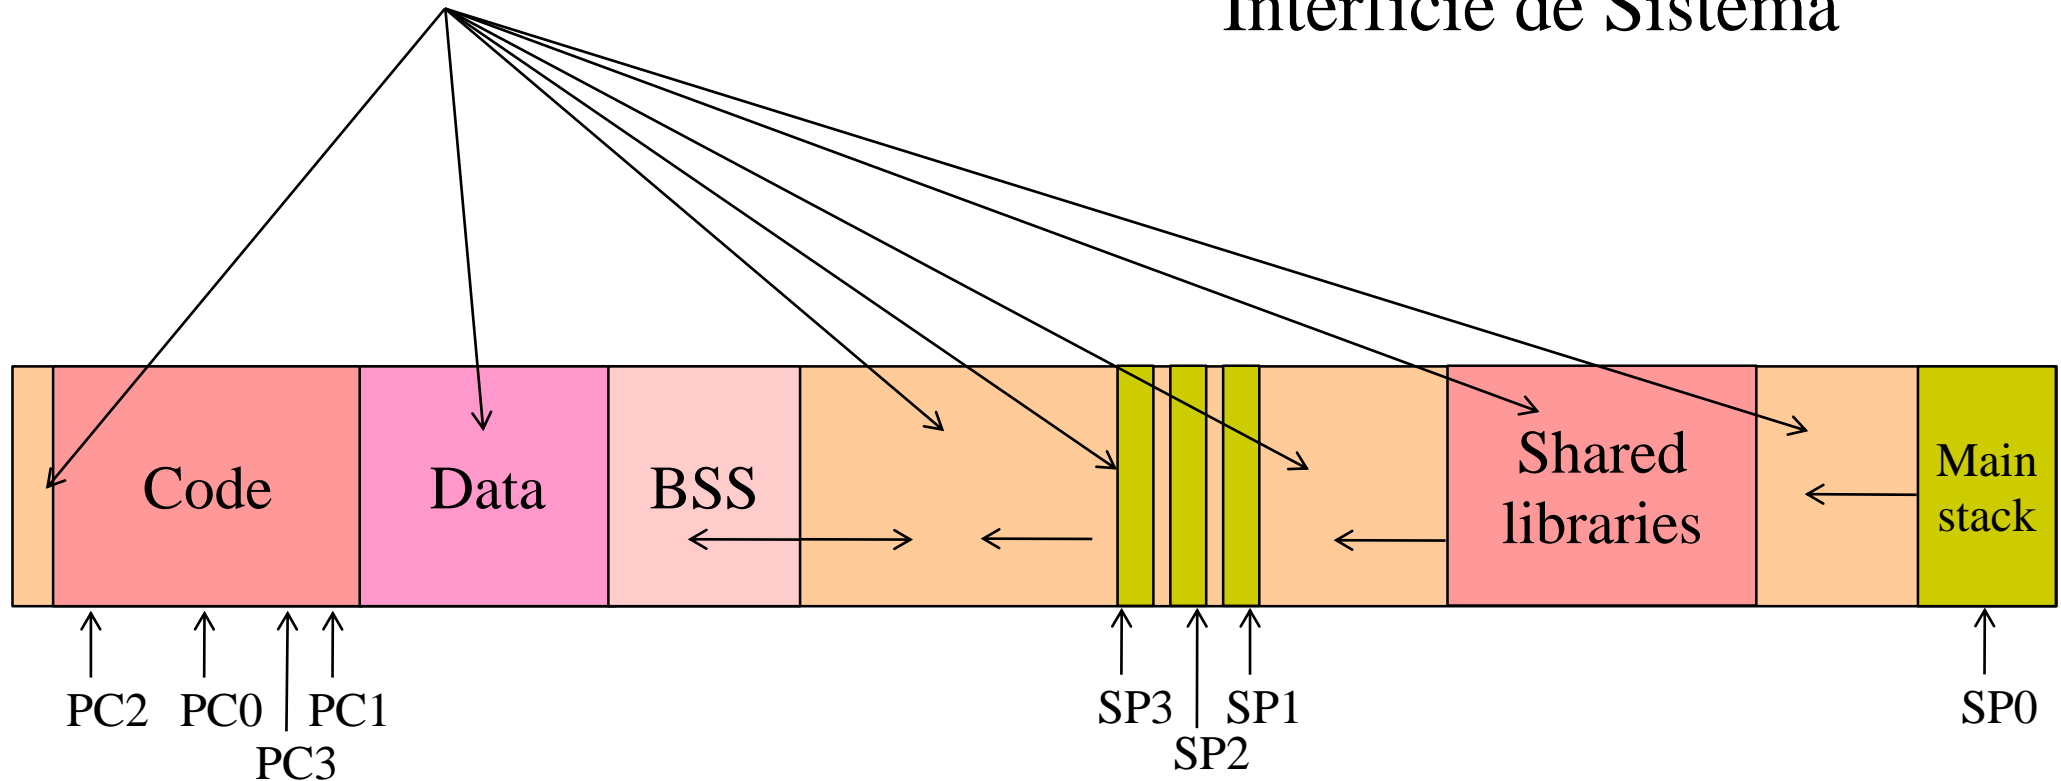 Interfície de Sistema
Code
Data
BSS
Shared
libraries
Main
stack
PC2
PC0
PC1
PC3
SP3
SP1
SP2
SP0